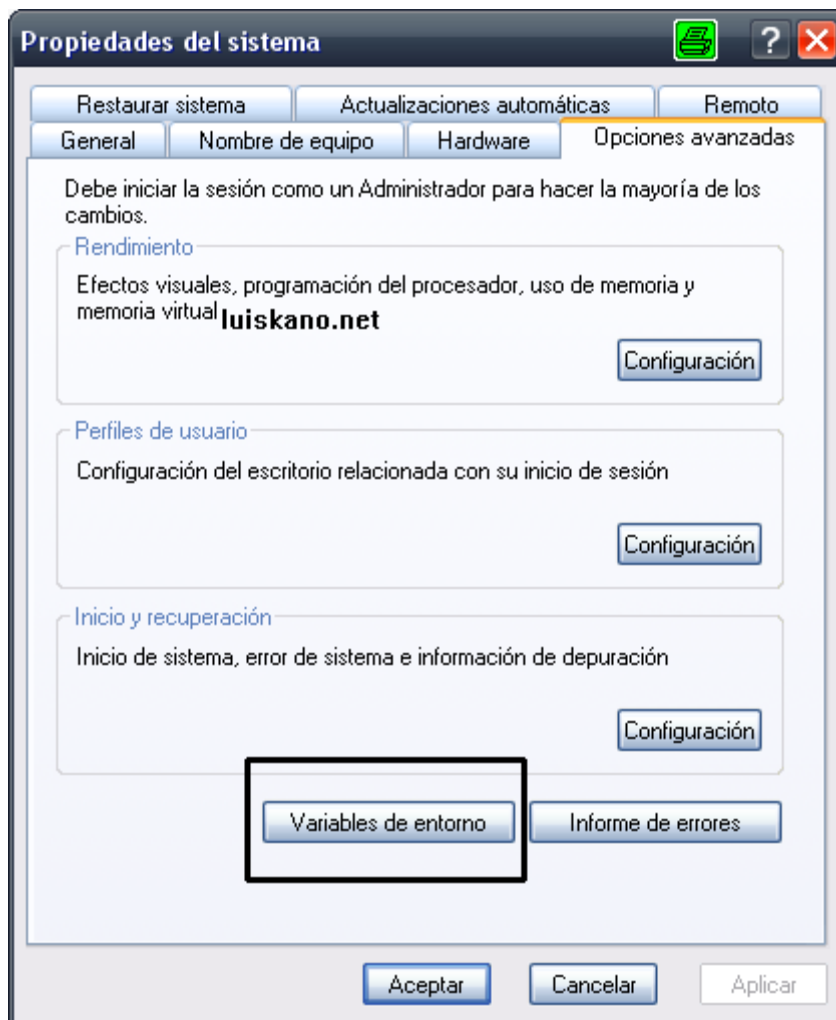 Propiedades del sistema
Restaurar sistema
Actualizaciones automáticas
Remoto
General
Nombre de equipo
Hardware
Opciones avanzadas
Debe iniciar la sesión como un Administrador para hacer la mayoría de los
cambios.
Rendimiento
Efectos visuales, programación del procesador, uso de memoria y
memoria virtual
luiskano.net
Configuración
Perfiles de usuario
Configuración del escritorio relacionada con su inicio de sesión
Configuración
Inicio y recuperación
Inicio de sistema, error de sistema e información de depuración
Configuración
Variables de entorno
Informe de errores
Aceptar
Cancelar
Aplicar